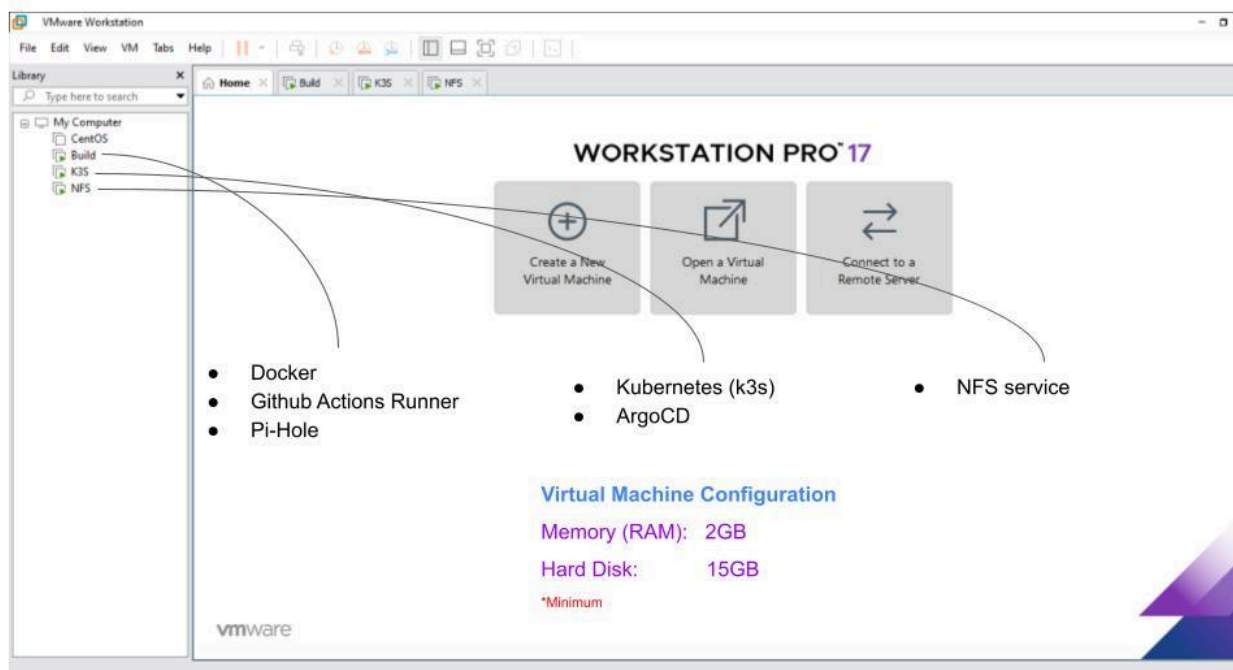 VMware Workstation
File Edit View VM Tabs Help
Library
Type here to search
My Computer
CentOS
Build
K3S
NFS
Home Build K3S NFS
WORKSTATION PRO™ 17
Create a New
Virtual Machine
Open a Virtual
Machine
Connect to a
Remote Server
● Docker
● Github Actions Runner
● Pi-Hole
● Kubernetes (k3s)
● ArgoCD
● NFS service
Virtual Machine Configuration
Memory (RAM): 2GB
Hard Disk: 15GB
*Minimum
vmware